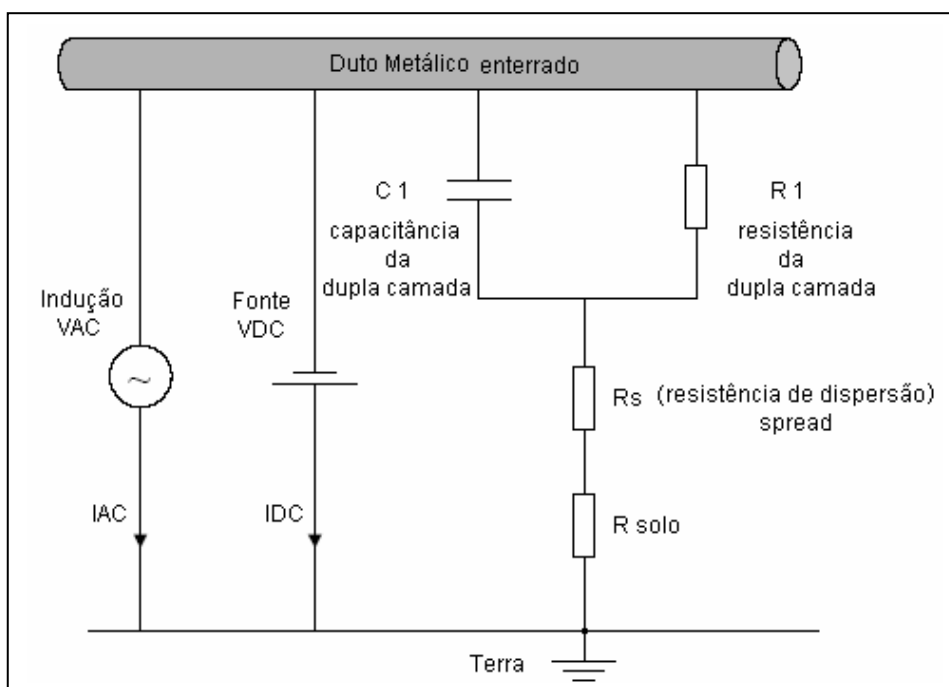 Duto Metálico enterrado
C 1
capacitância
da
dupla camada
R 1
resistência
da
dupla camada
Indução
VAC
~
Fonte
VDC
Rs (resistência de dispersão)
spread
IAC
IDC
R solo
Terra